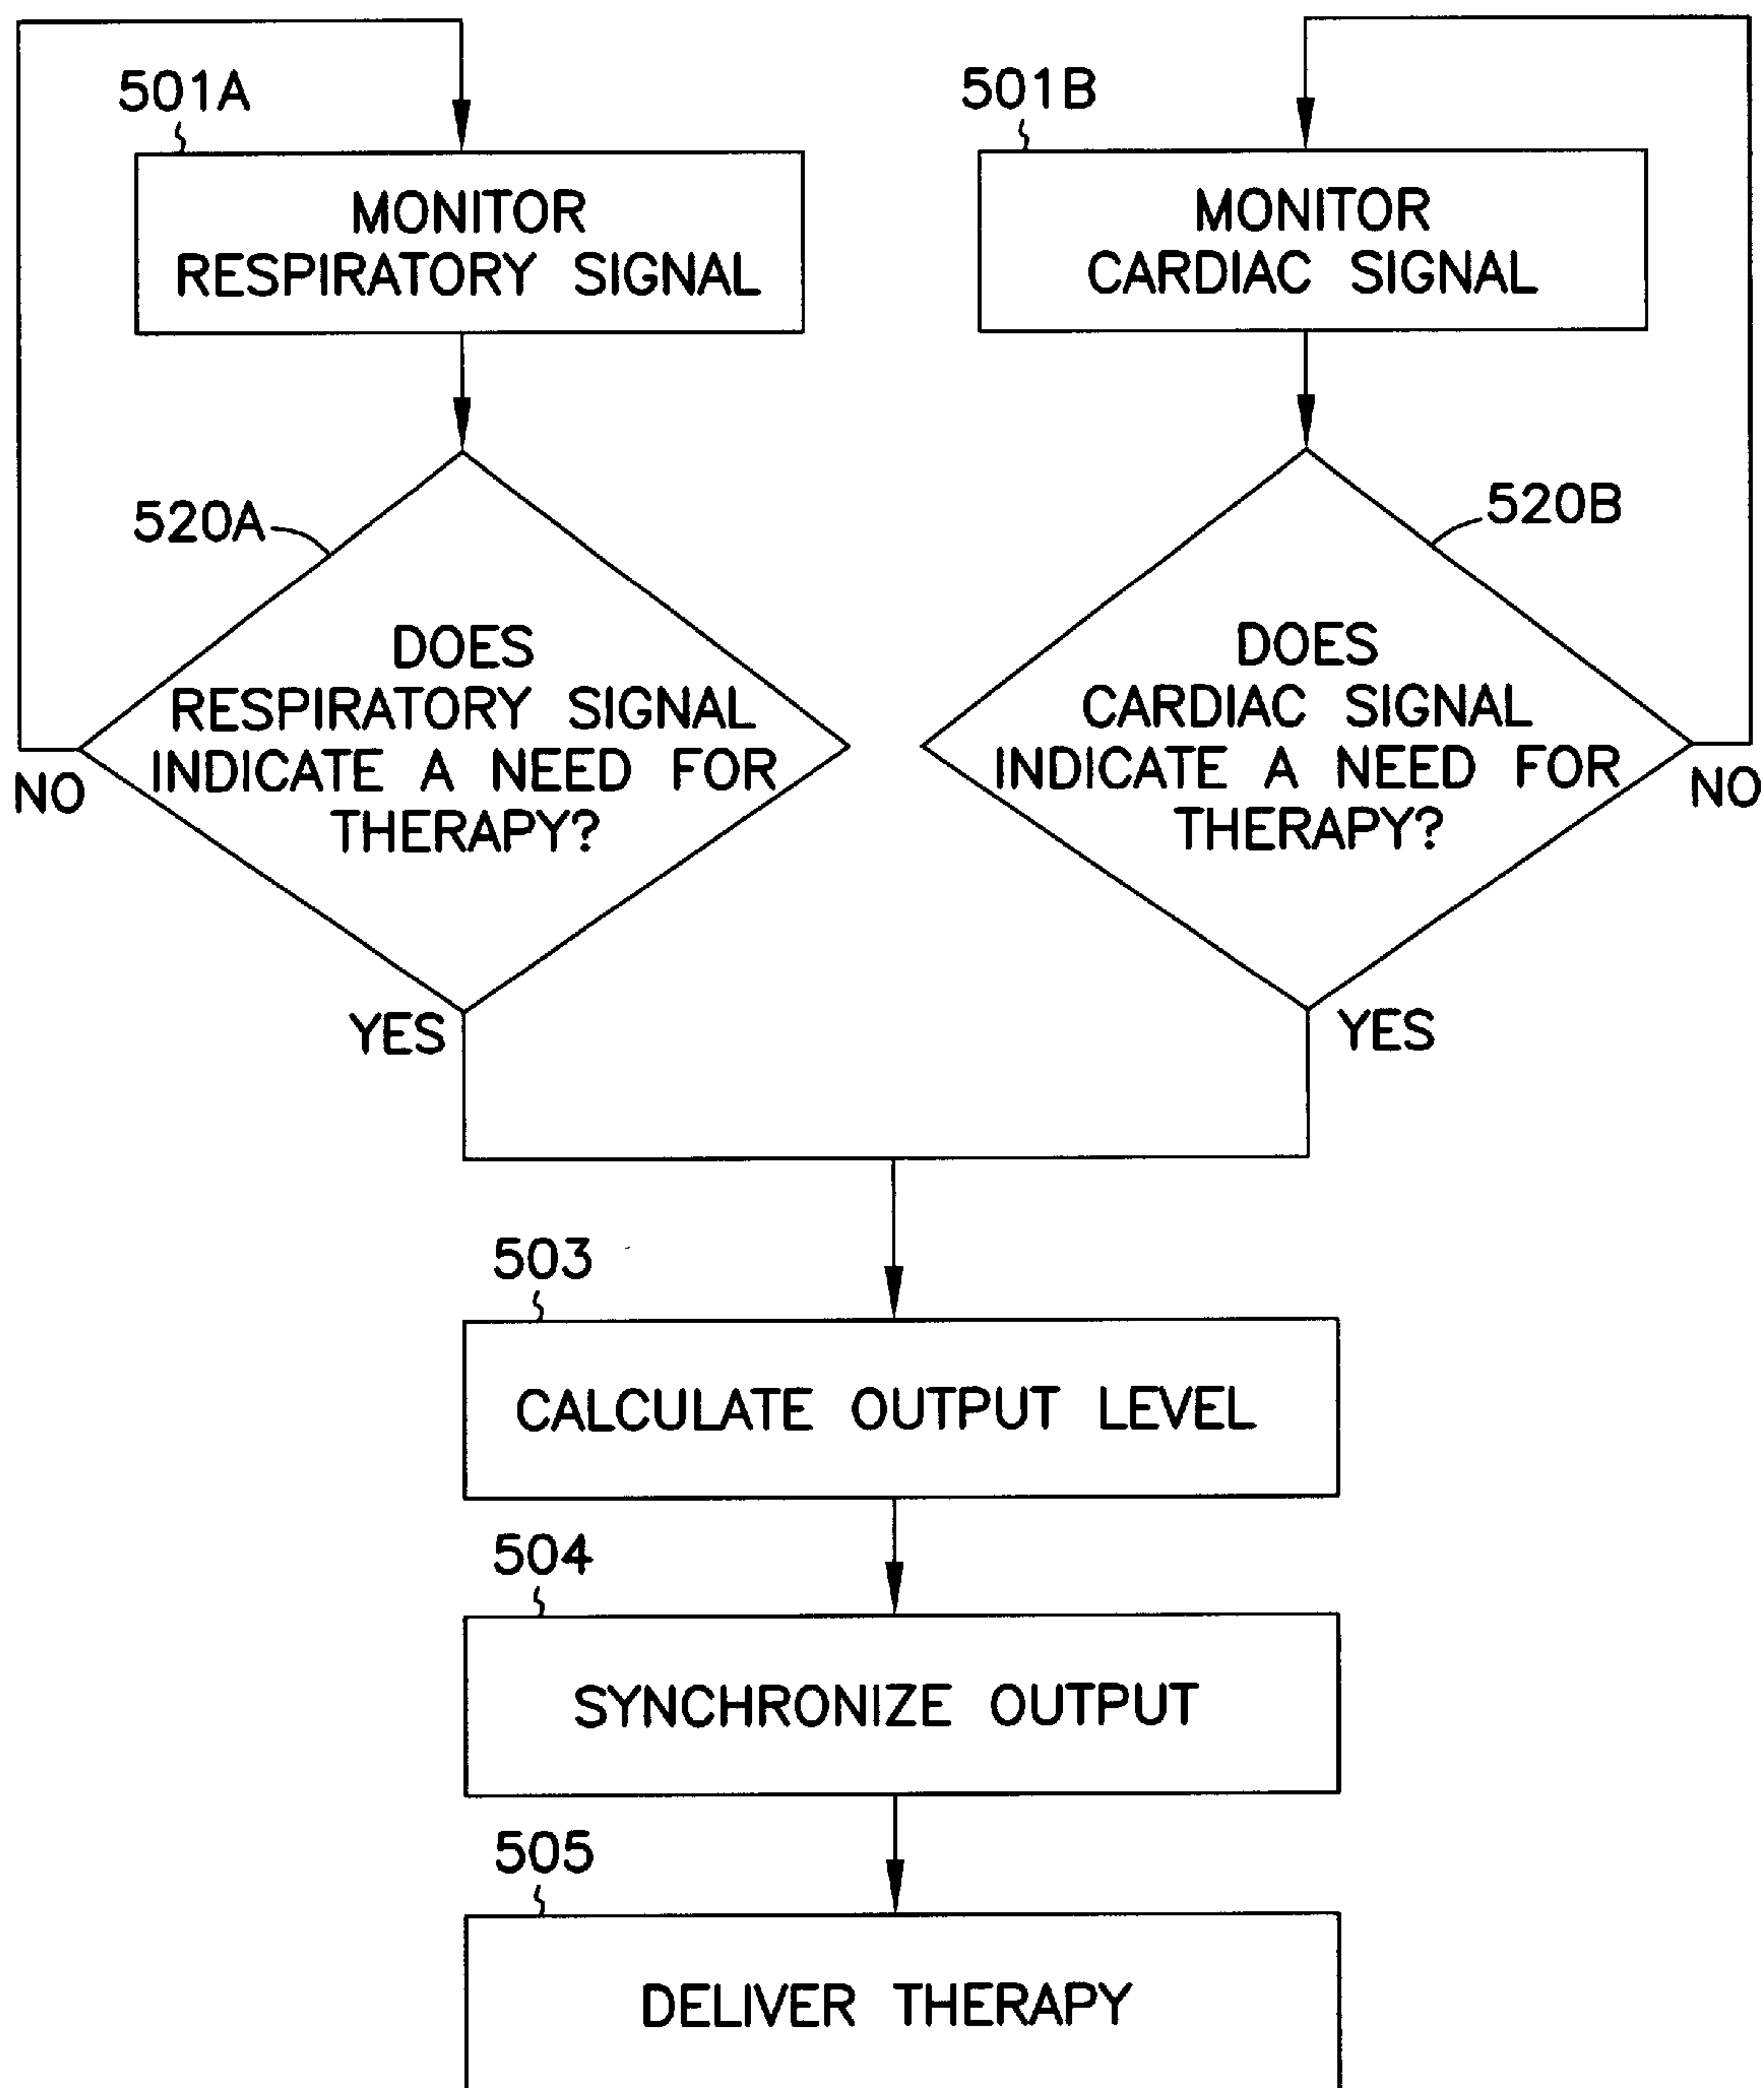 501A
MONITOR
RESPIRATORY SIGNAL
501B
MONITOR
CARDIAC SIGNAL
520A
DOES
RESPIRATORY SIGNAL
INDICATE A NEED FOR
THERAPY?
NO
YES
520B
DOES
CARDIAC SIGNAL
INDICATE A NEED FOR
THERAPY?
NO
YES
503
CALCULATE OUTPUT LEVEL
504
SYNCHRONIZE OUTPUT
505
DELIVER THERAPY